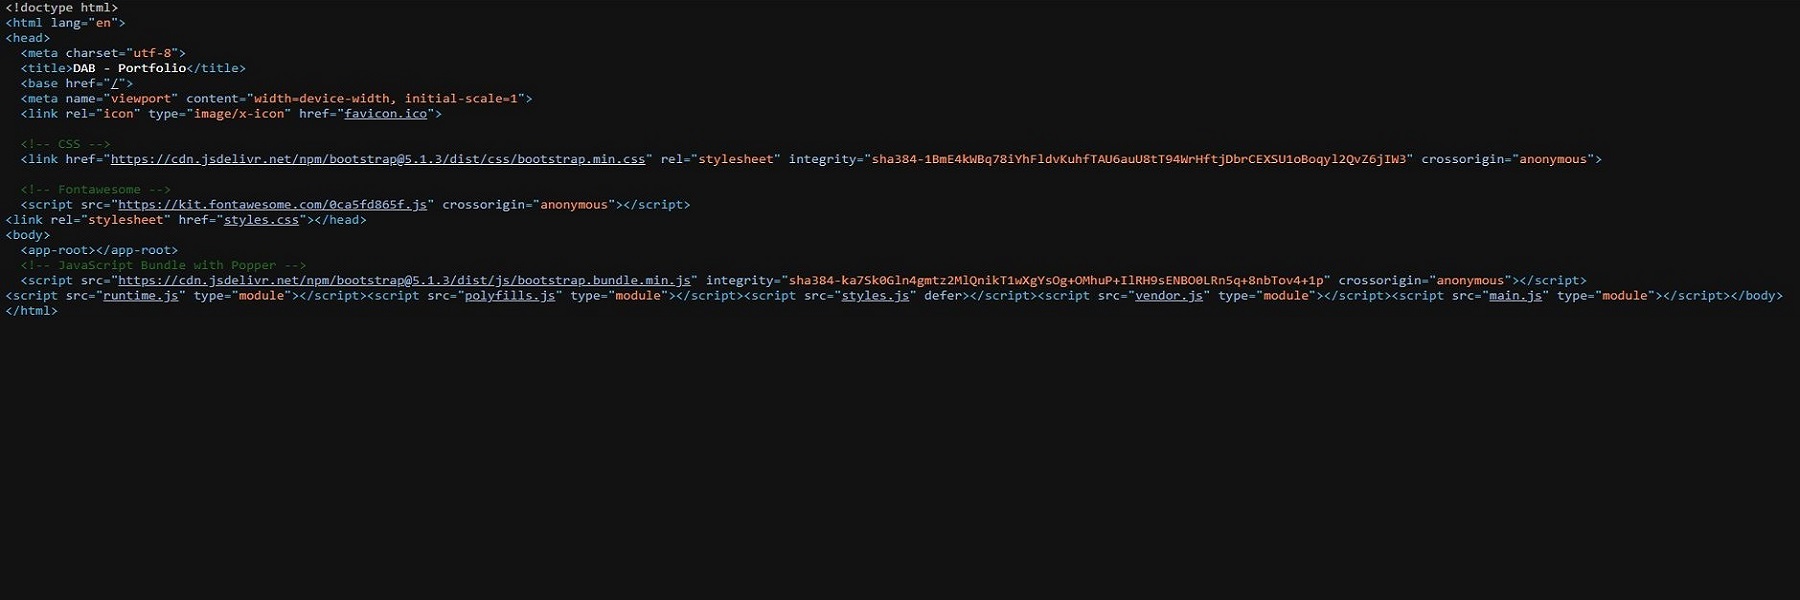 <!doctype html>
<html lang="en">
<head>
<meta charset="utf-8">
<title>DAB - Portfolio</title>
<base href="/">
<meta name="viewport" content="width=device-width, initial-scale=1">
<link rel="icon" type="image/x-icon" href="favicon.ico">
<!-- CSS -->
<link href="https://cdn.jsdelivr.net/npm/bootstrap@5.1.3/dist/css/bootstrap.min.css" rel="stylesheet" integrity="sha384-1BmE4kWBq78iYhFldvKuhfTAU6auU8tT94WrHftjDbrCEXSU1oBoqyl2QvZ6jIW3" crossorigin="anonymous">
<!-- Fontawesome -->
<script src="https://kit.fontawesome.com/0ca5fd865f.js" crossorigin="anonymous"></script>
<link rel="stylesheet" href="styles.css"></head>
<body>
<app-root></app-root>
<!-- JavaScript Bundle with Popper -->
<script src="https://cdn.jsdelivr.net/npm/bootstrap@5.1.3/dist/js/bootstrap.bundle.min.js" integrity="sha384-ka7Sk0Gln4gmtz2MlQnikT1wXgYsOg+OMhuP+IlRH9sENBO0LRn5q+8nbTov4+1p" crossorigin="anonymous"></script>
<script src="runtime.js" type="module"></script><script src="polyfills.js" type="module"></script><script src="styles.js" defer></script><script src="vendor.js" type="module"></script><script src="main.js" type="module"></script></body>
</html>